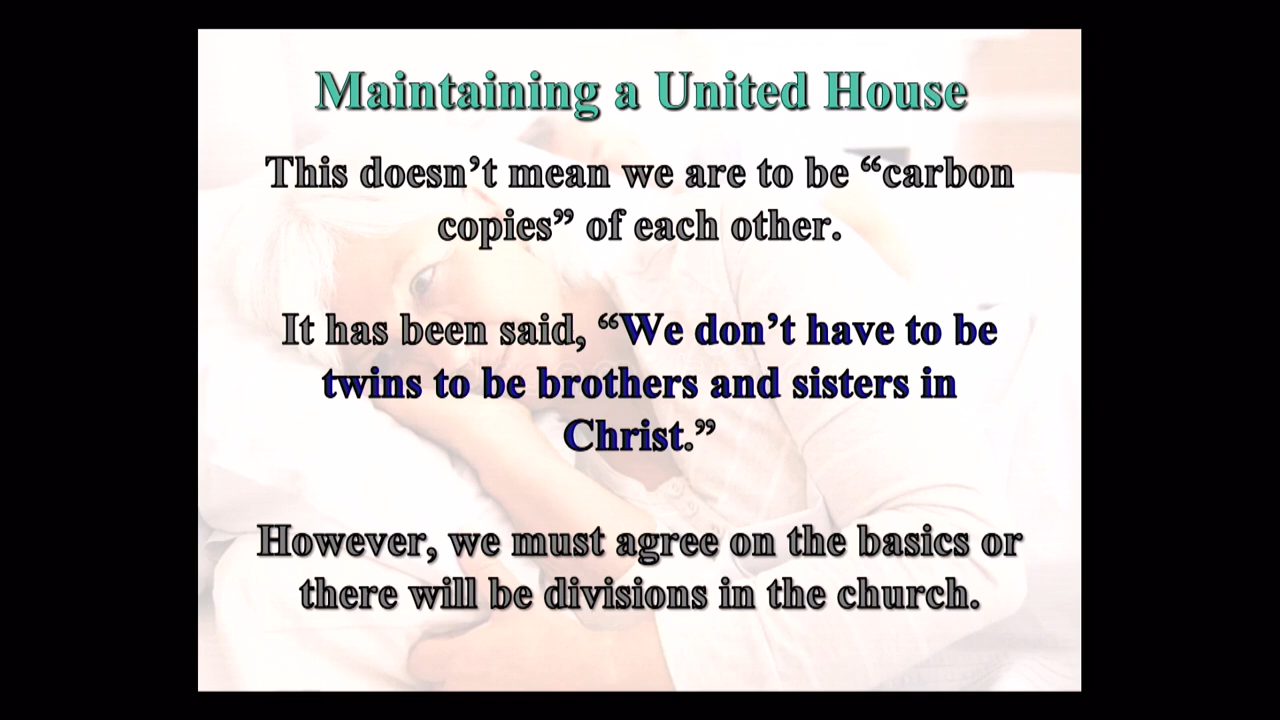 Maintaining a United House
This doesn’t mean we are to be “carbon
copies” of each other.
It has been said, “We don’t have to be
twins to be brothers and sisters in
Christ.”
However, we must agree on the basics or
there will be divisions in the church.